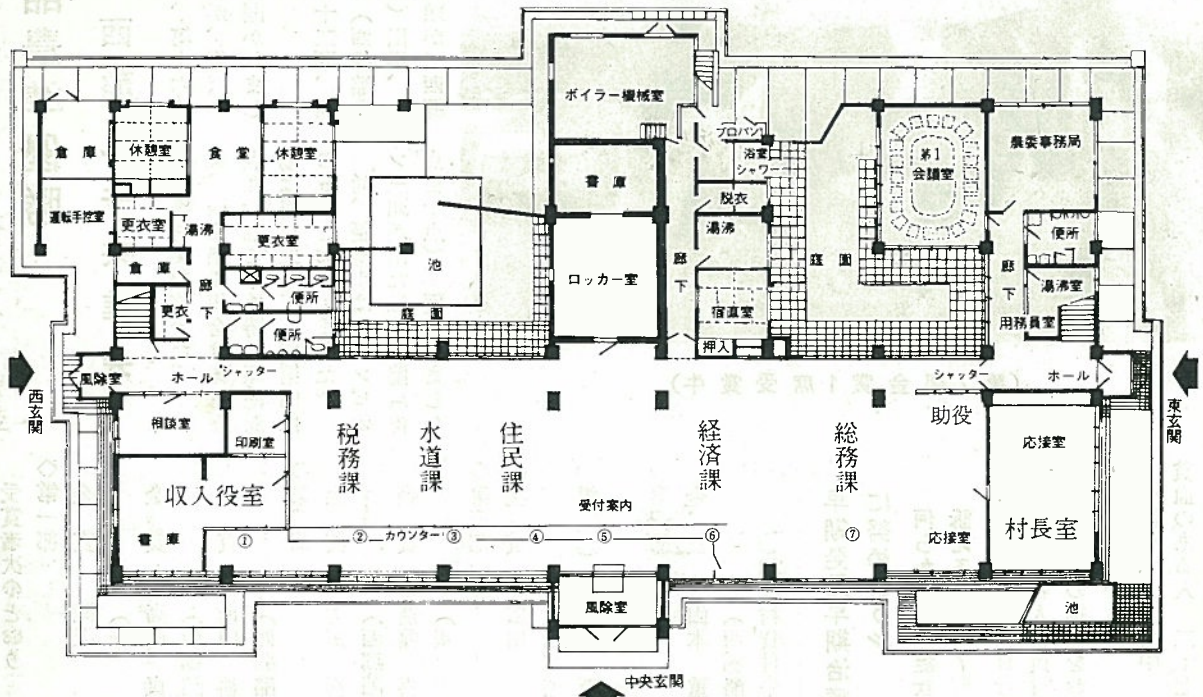 ボイラー機械室
倉庫
休憩室
食堂
休憩室
プロパン
浴室
シャワー
第1
会議室
農委事務局
書庫
運転手控室
更衣室
湯沸
更衣室
脱衣
池
ロッカー室
湯沸
廊下
庭園
便所
廊下
倉庫
便所
更衣
廊下
便所
庭園
宿直室
湯沸室
用務員室
押入
風除室
ホール
シャッター
シャッター
ホール
西玄関
東玄関
相談室
印刷室
税務課
水道課
住民課
経済課
総務課
助役
応接室
収入役室
書庫
受付案内
①
②
カウンター
③
④
⑤
⑥
⑦
応接室
村長室
風除室
池
中央玄関